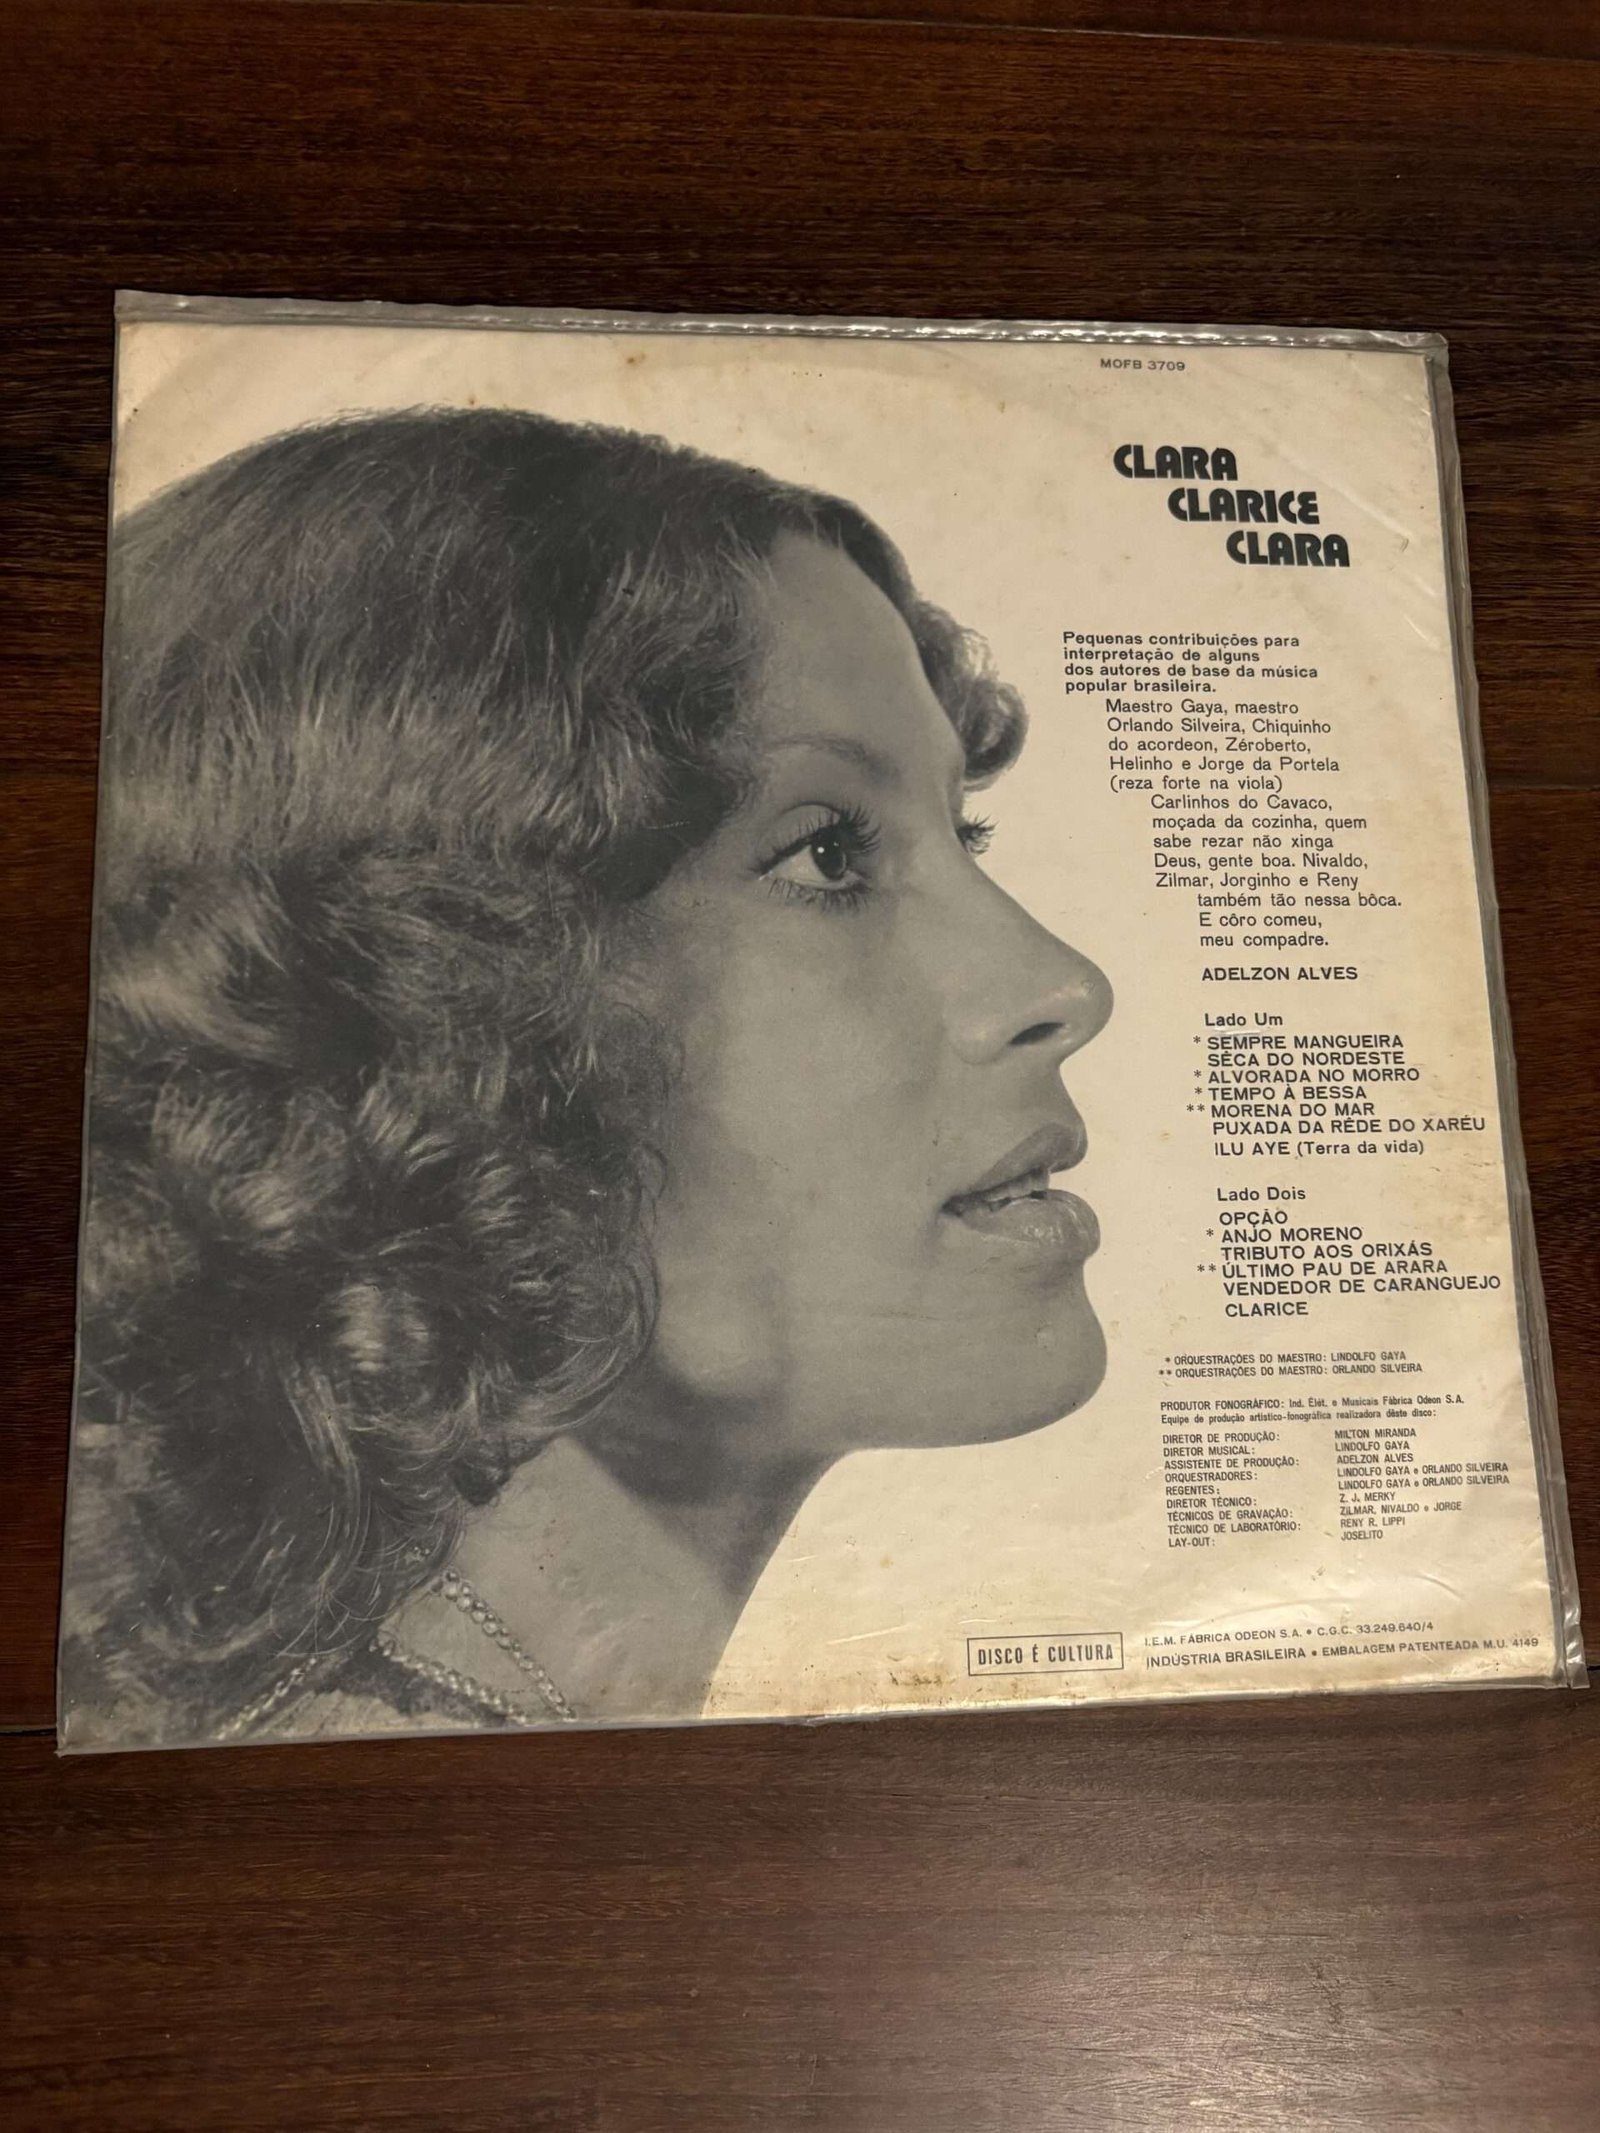 MOFB 3709
CLARA
CLARICE
CLARA
Pequenas contribuições para
interpretação de alguns
dos autores de base da música
popular brasileira.
Maestro Gaya, maestro
Orlando Silveira, Chiquinho
do acordeon, Zéroberto,
Helinho e Jorge da Portela
(reza forte na viola)
Carlinhos do Cavaco,
moçada da cozinha, quem
sabe rezar não xinga
Deus, gente boa. Nivaldo,
Zilmar, Jorginho e Reny
também tão nessa bôca.
E côro comeu,
meu compadre.
ADELZON ALVES
Lado Um
* SEMPRE MANGUEIRA
SÊCA DO NORDESTE
* ALVORADA NO MORRO
* TEMPO À BESSA
** MORENA DO MAR
PUXADA DA RÊDE DO XARÉU
ILU AYE (Terra da vida)
Lado Dois
OPÇÃO
* ANJO MORENO
TRIBUTO AOS ORIXÁS
** ÚLTIMO PAU DE ARARA
VENDEDOR DE CARANGUEJO
CLARICE
* ORQUESTRAÇÕES DO MAESTRO: LINDOLFO GAYA
** ORQUESTRAÇÕES DO MAESTRO: ORLANDO SILVEIRA
PRODUTOR FONOGRÁFICO: Ind. Elét. e Musicais Fábrica Odeon S.A.
Equipe de produção artístico-fonográfica realizadora dêste disco:
DIRETOR DE PRODUÇÃO: MILTON MIRANDA
DIRETOR MUSICAL: LINDOLFO GAYA
ASSISTENTE DE PRODUÇÃO: ADELZON ALVES
ORQUESTRADORES: LINDOLFO GAYA e ORLANDO SILVEIRA
REGENTES: LINDOLFO GAYA e ORLANDO SILVEIRA
DIRETOR TÉCNICO: Z. J. MERKY
TÉCNICOS DE GRAVAÇÃO: ZILMAR, NIVALDO e JORGE
TÉCNICO DE LABORATÓRIO: RENY R. LIPPI
LAY-OUT: JOSELITO
DISCO É CULTURA
I.E.M. FÁBRICA ODEON S.A. • C.G.C. 33.249.640/4
INDÚSTRIA BRASILEIRA • EMBALAGEM PATENTEADA M.U. 4149